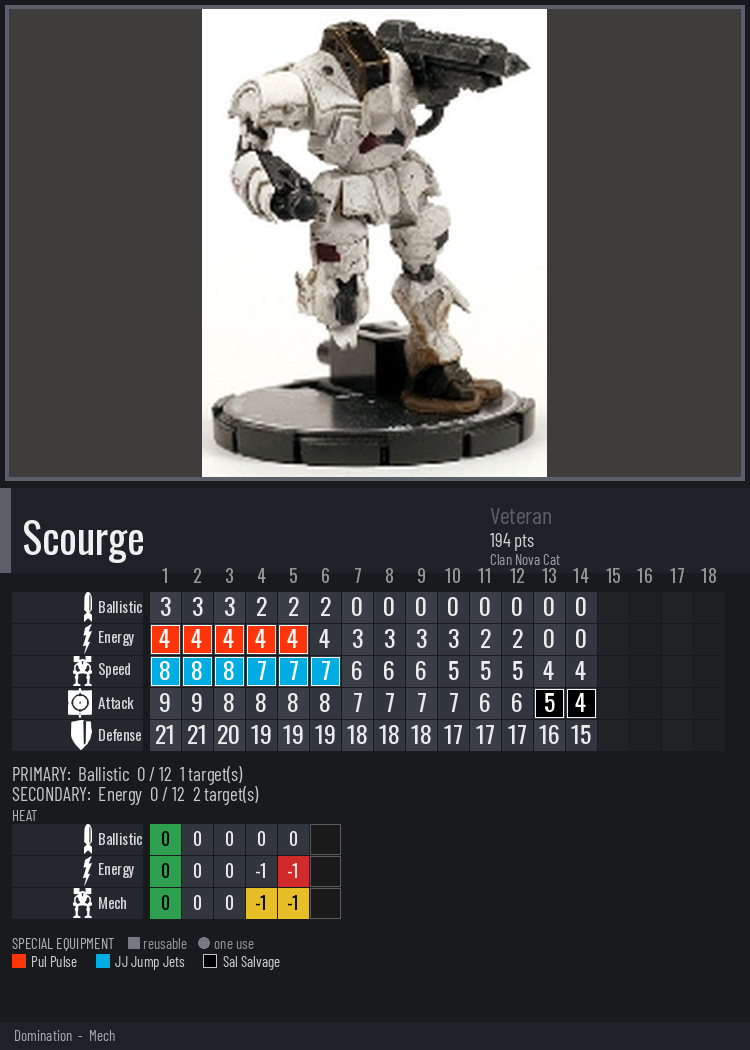 Scourge
Veteran
194 pts
Clan Nova Cat
1 2 3 4 5 6 7 8 9 10 11 12 13 14 15 16 17 18
Ballistic 3 3 3 2 2 2 0 0 0 0 0 0 0 0
Energy 4 4 4 4 4 4 3 3 3 3 2 2 0 0
Speed 8 8 8 7 7 7 6 6 6 5 5 5 4 4
Attack 9 9 8 8 8 8 7 7 7 7 6 6 5 4
Defense 21 21 20 19 19 19 18 18 18 17 17 17 16 15
PRIMARY: Ballistic 0 / 12 1 target(s)
SECONDARY: Energy 0 / 12 2 target(s)
HEAT
Ballistic 0 0 0 0 0
Energy 0 0 0 -1 -1
Mech 0 0 0 -1 -1
SPECIAL EQUIPMENT reusable one use
Pul Pulse JJ Jump Jets Sal Salvage
Domination - Mech